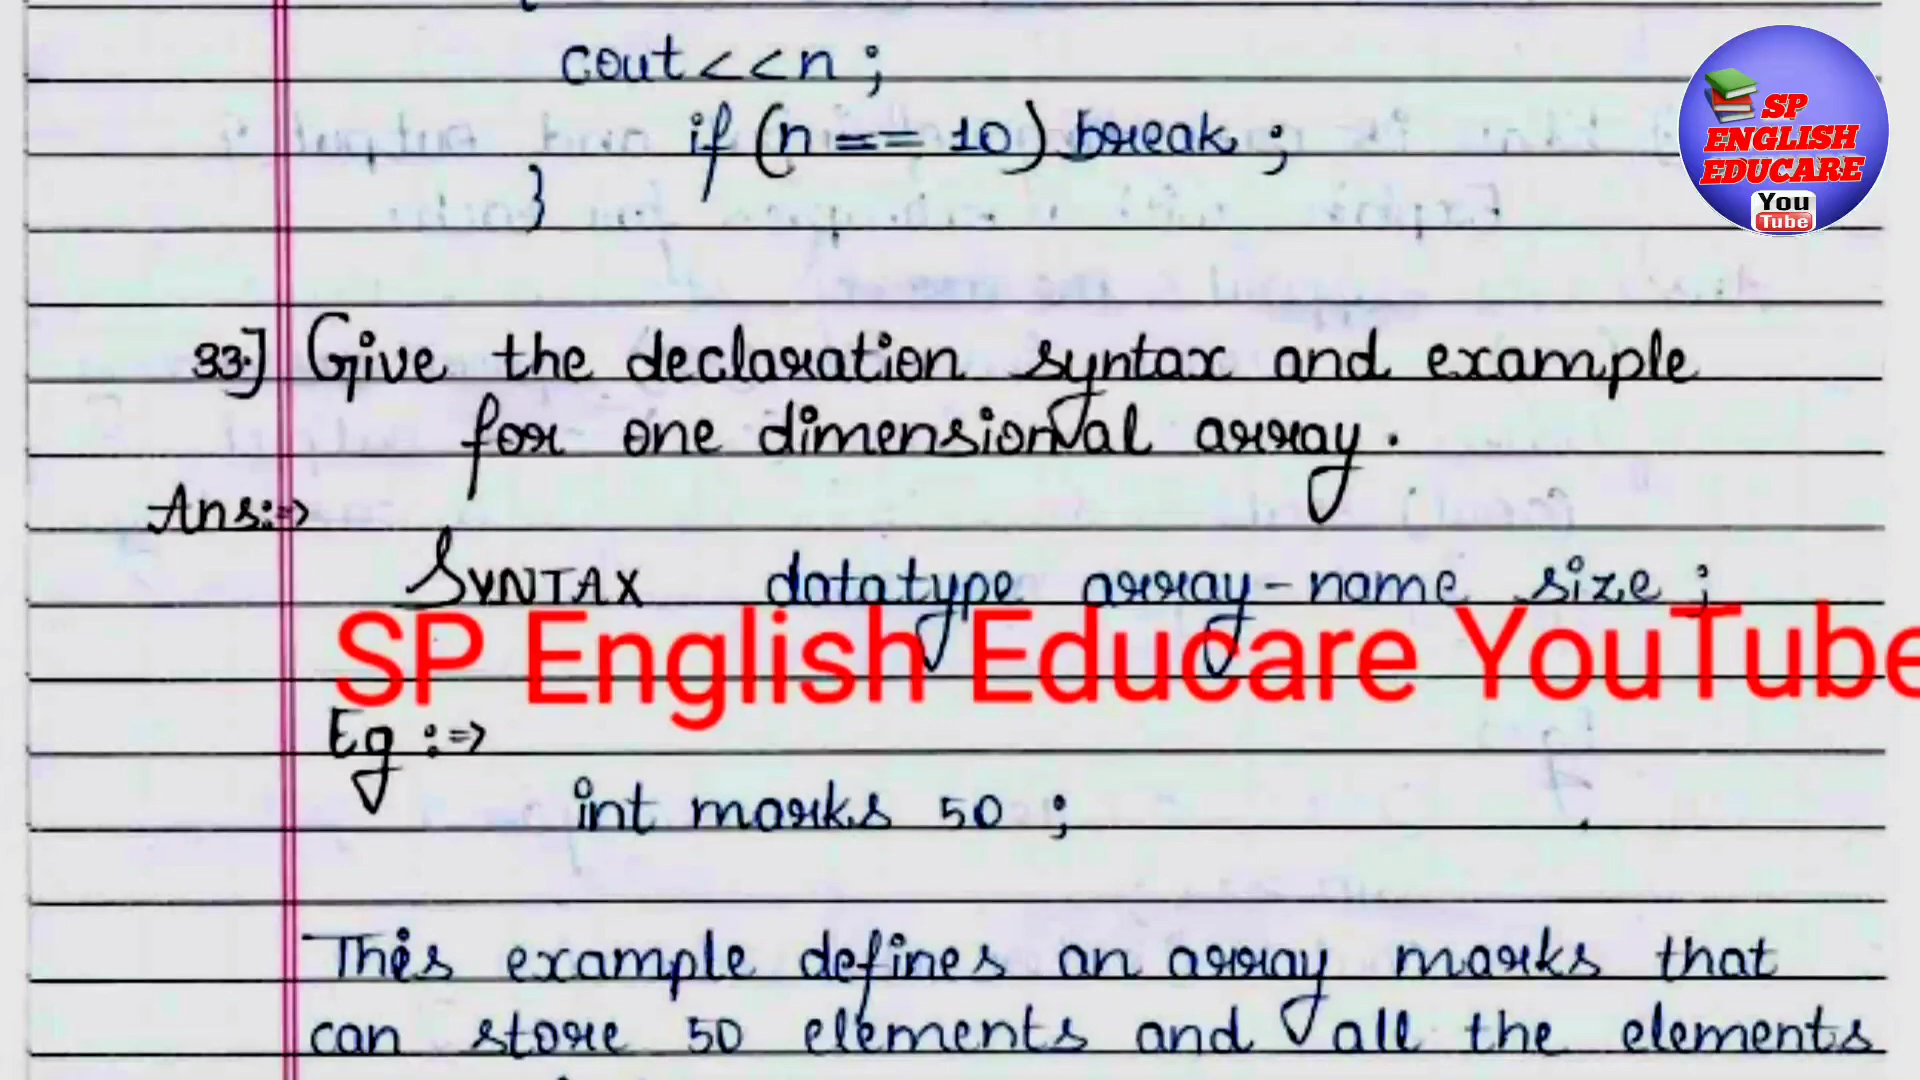 cout<<n;
if (n == 10) break;
}
SP
ENGLISH
EDUCARE
You
Tube
33.] Give the declaration syntax and example
for one dimensional array.
Ans:⇒
SYNTAX datatype array-name size;
SP English Educare YouTube
Eg :⇒
int marks 50 ;
This example defines an array marks that
can store 50 elements and all the elements